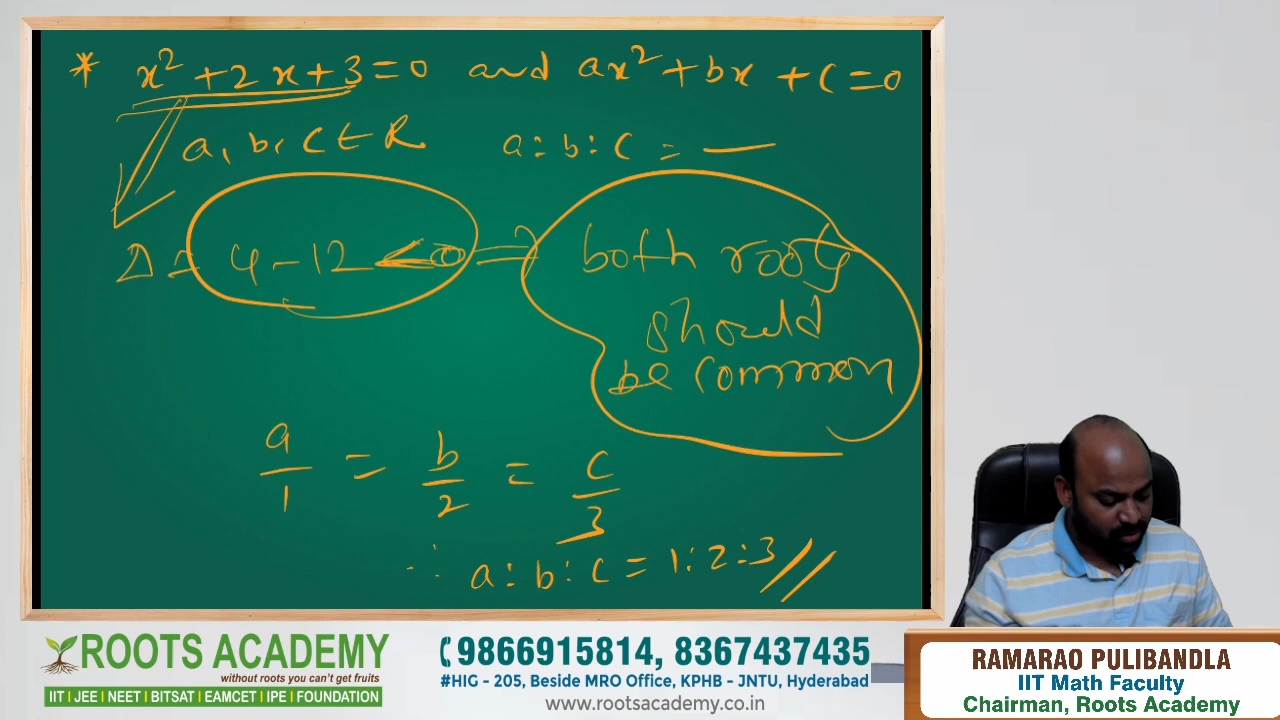 * x² + 2x + 3 = 0 and ax² + bx + c = 0
a, b, c ∈ R a : b : c = —
Δ = 4 - 12 < 0 ⇒ both roots
should
be common
a/1 = b/2 = c/3
∴ a : b : c = 1 : 2 : 3 //
ROOTS ACADEMY
without roots you can't get fruits
IIT | JEE | NEET | BITSAT | EAMCET | IPE | FOUNDATION
9866915814, 8367437435
#HIG - 205, Beside MRO Office, KPHB - JNTU, Hyderabad
www.rootsacademy.co.in
RAMARAO PULIBANDLA
IIT Math Faculty
Chairman, Roots Academy